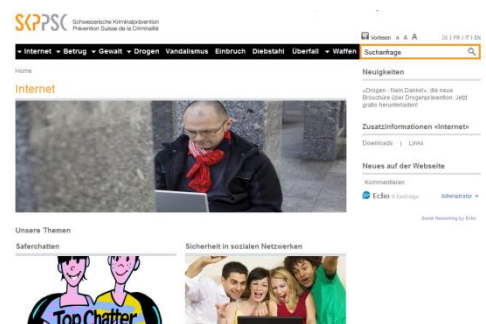 SKPPSC Schweizerische Kriminalprävention
Prävention Suisse de la Criminalité
Vorlesen A A A DE | FR | IT | EN
Internet Betrug Gewalt Drogen Vandalismus Einbruch Diebstahl Überfall Waffen Suchanfrage
Home
Internet
Neuigkeiten
«Drogen - Nein Danke!», die neue
Broschüre über Drogenprävention. Jetzt
gratis herunterladen!
Zusatzinformationen «Internet»
Downloads | Links
Neues auf der Webseite
Kommentieren
Echo 0 Beiträge Administrator
Social Networking by Echo
Unsere Themen
Saferchatten Sicherheit in sozialen Netzwerken
Top Chatter